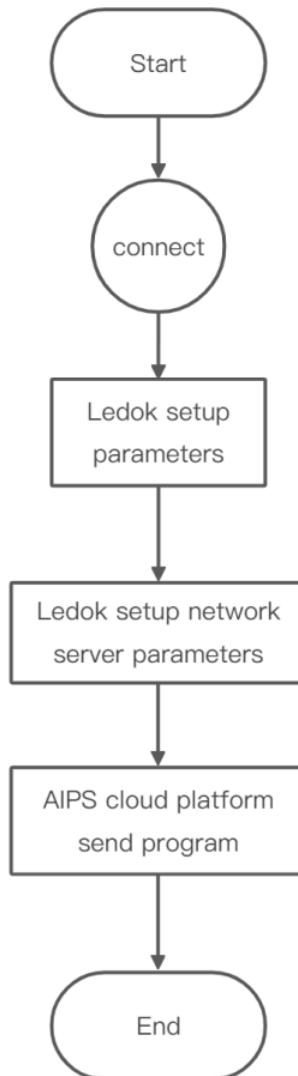 Start
connect
Ledok setup
parameters
Ledok setup network
server parameters
AIPS cloud platform
send program
End